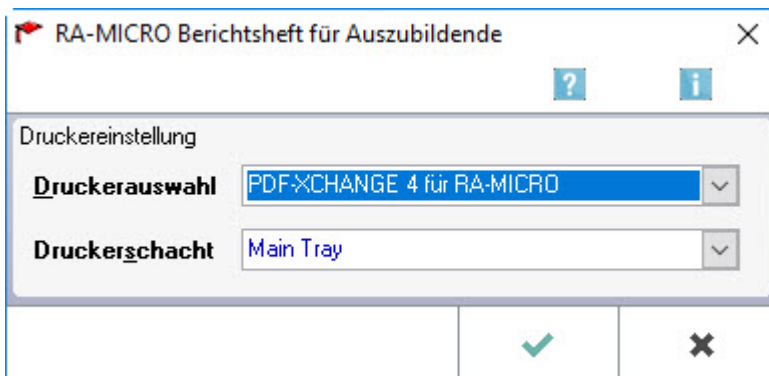 RA-MICRO Berichtsheft für Auszubildende
? i
Druckereinstellung
Druckerauswahl PDF-XCHANGE 4 für RA-MICRO
Druckerschacht Main Tray